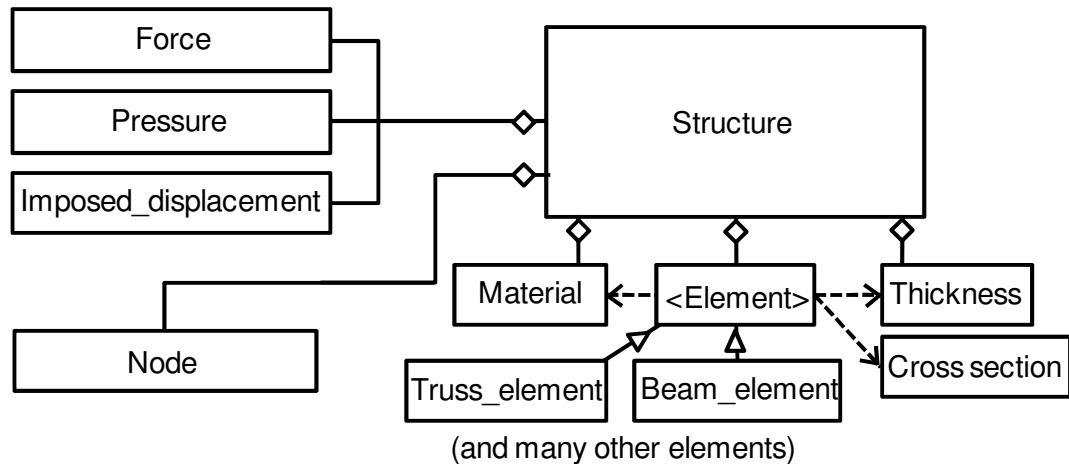 Force
Pressure
Imposed_displacement
Node
Structure
Material
<Element>
Thickness
Cross section
Truss_element
Beam_element
(and many other elements)